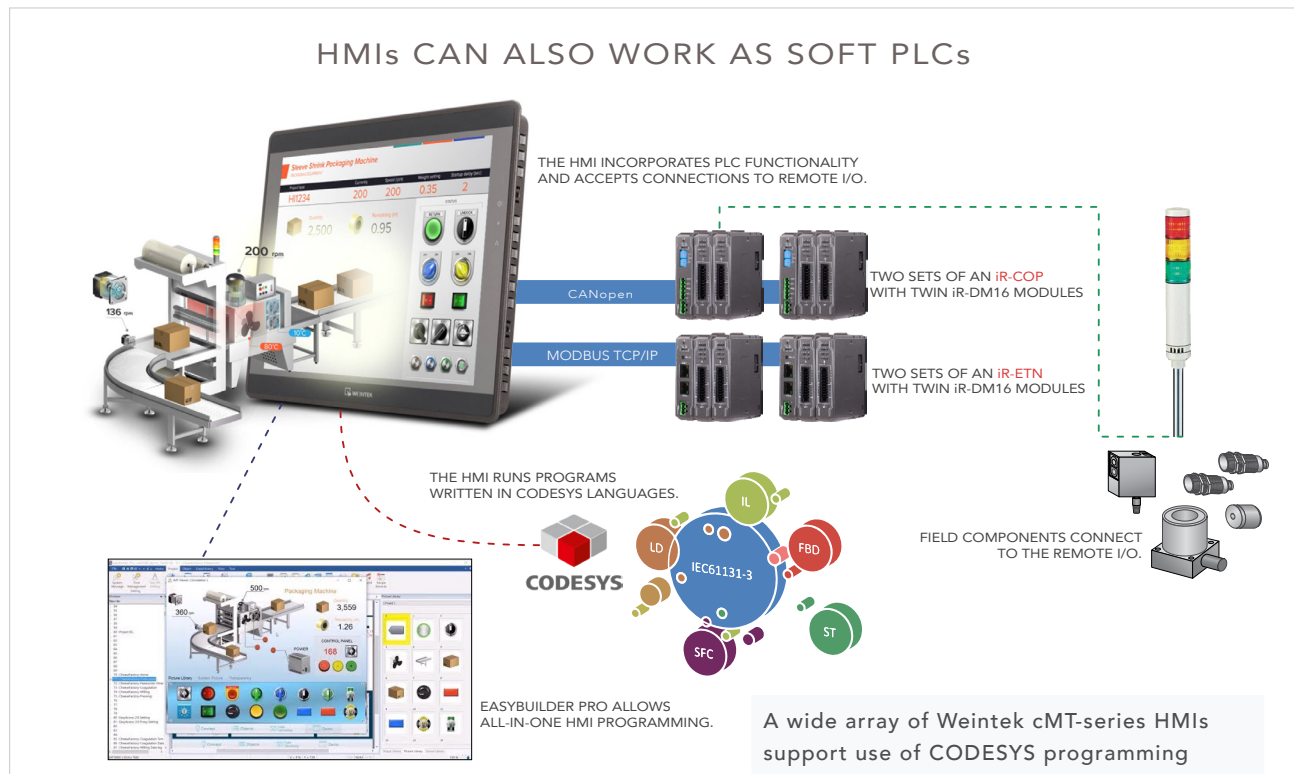 HMIs CAN ALSO WORK AS SOFT PLCs
THE HMI INCORPORATES PLC FUNCTIONALITY
AND ACCEPTS CONNECTIONS TO REMOTE I/O.
Sleeve Shrink Packaging Machine
HI1234
200
200
0.35
2
2,500
0.95
200 rpm
136 rpm
10°C
80°C
WEINTEK
CANopen
MODBUS TCP/IP
TWO SETS OF AN iR-COP
WITH TWIN iR-DM16 MODULES
TWO SETS OF AN iR-ETN
WITH TWIN iR-DM16 MODULES
THE HMI RUNS PROGRAMS
WRITTEN IN CODESYS LANGUAGES.
CODESYS
IL
LD
FBD
IEC61131-3
ST
SFC
FIELD COMPONENTS CONNECT
TO THE REMOTE I/O.
Packaging Machine
500
360
3,559
1.26
CONTROL PANEL
168
POWER
Picture Library System Picture Transparency
EASYBUILDER PRO ALLOWS
ALL-IN-ONE HMI PROGRAMMING.
A wide array of Weintek cMT-series HMIs
support use of CODESYS programming